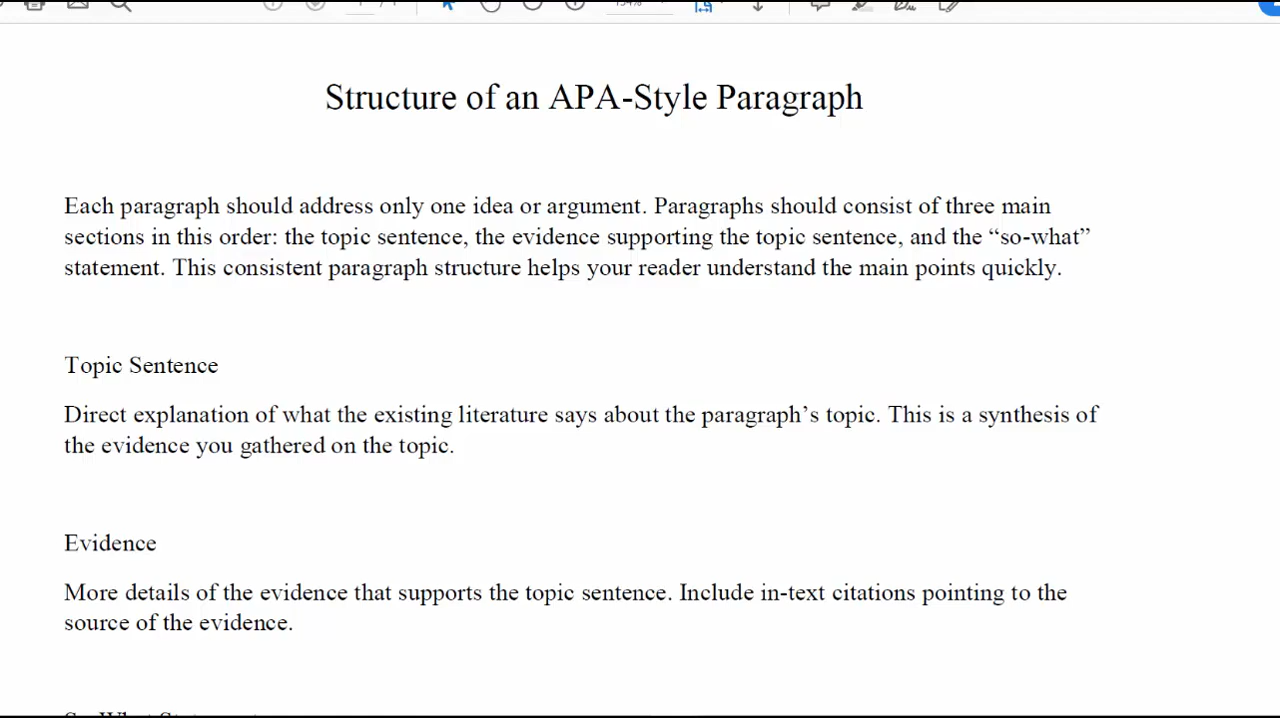 Structure of an APA-Style Paragraph
Each paragraph should address only one idea or argument. Paragraphs should consist of three main
sections in this order: the topic sentence, the evidence supporting the topic sentence, and the “so-what”
statement. This consistent paragraph structure helps your reader understand the main points quickly.
Topic Sentence
Direct explanation of what the existing literature says about the paragraph’s topic. This is a synthesis of
the evidence you gathered on the topic.
Evidence
More details of the evidence that supports the topic sentence. Include in-text citations pointing to the
source of the evidence.